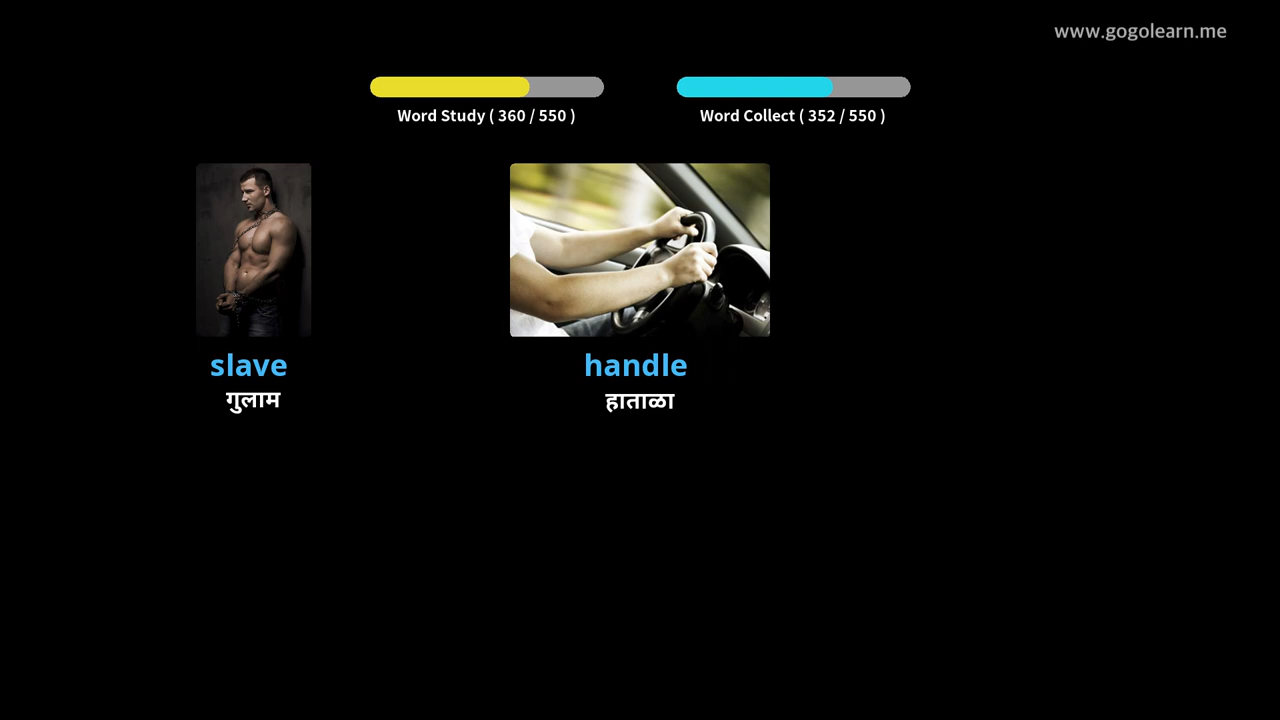 www.gogolearn.me
Word Study ( 360 / 550 )
Word Collect ( 352 / 550 )
slave
गुलाम
handle
हाताळा